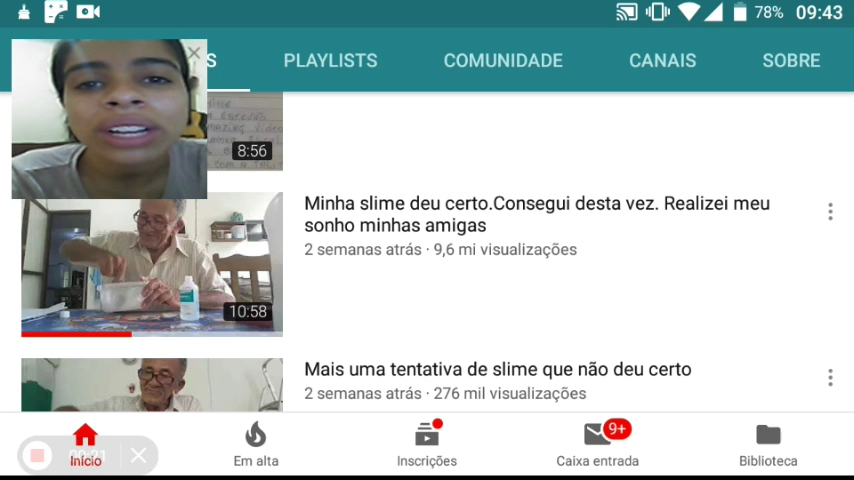 78% 09:43
S PLAYLISTS COMUNIDADE CANAIS SOBRE
8:56
Minha slime deu certo.Consegui desta vez. Realizei meu
sonho minhas amigas
2 semanas atrás · 9,6 mi visualizações
10:58
Mais uma tentativa de slime que não deu certo
2 semanas atrás · 276 mil visualizações
9+
Início Em alta Inscrições Caixa entrada Biblioteca